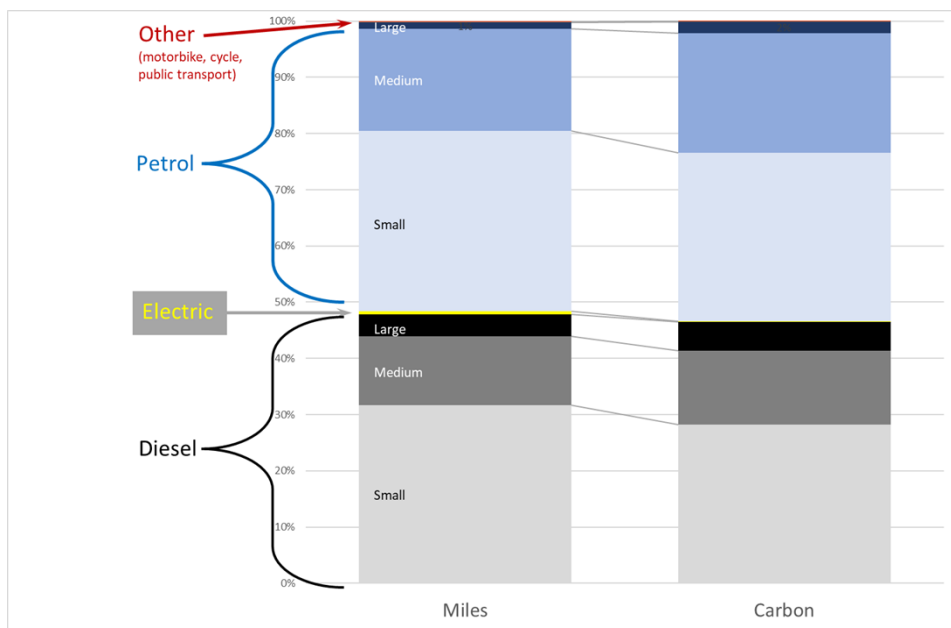 Other
(motorbike, cycle,
public transport)
Petrol
Electric
Diesel
100%
90%
80%
70%
60%
50%
40%
30%
20%
10%
0%
Large
Medium
Small
Large
Medium
Small
Miles
Carbon